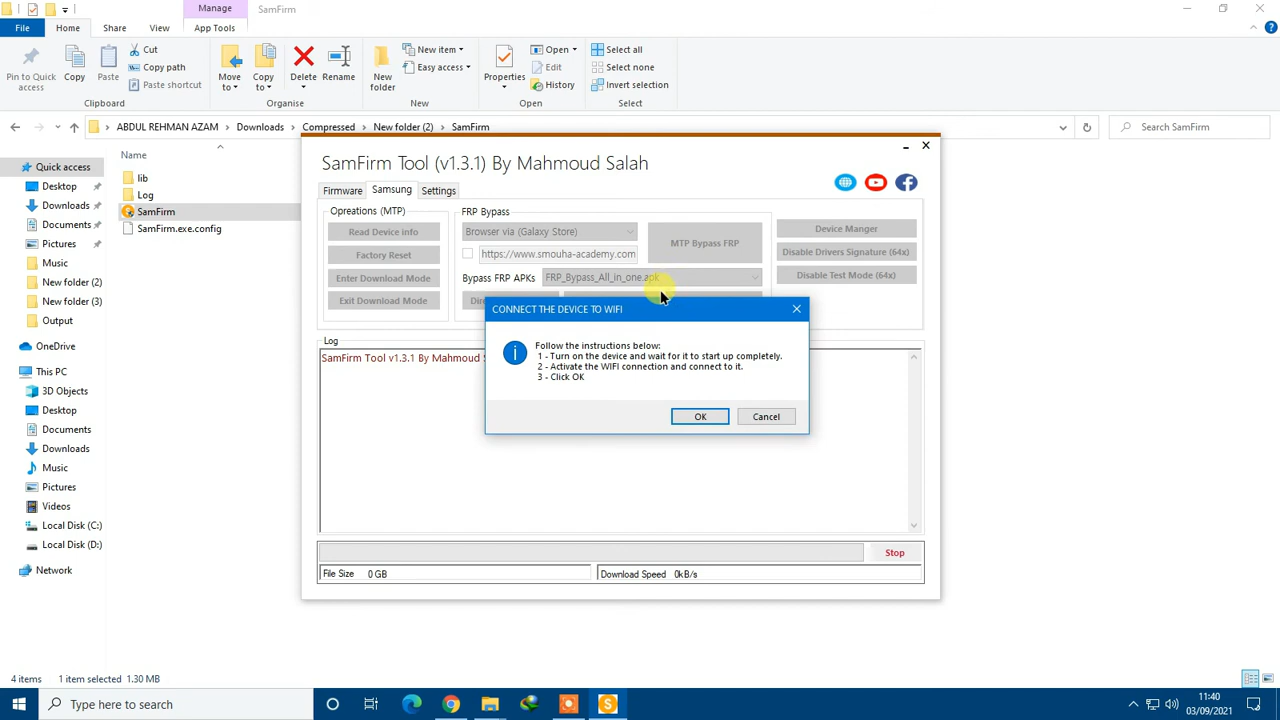 Manage
SamFirm
File
Home
Share
View
App Tools
Pin to Quick
access
Copy
Paste
Cut
Copy path
Paste shortcut
Clipboard
Move
to
Copy
to
Delete
Rename
Organise
New
folder
New item
Easy access
New
Properties
Open
Edit
History
Open
Select all
Select none
Invert selection
Select
ABDUL REHMAN AZAM
Downloads
Compressed
New folder (2)
SamFirm
Search SamFirm
Quick access
Desktop
Downloads
Documents
Pictures
Music
New folder (2)
New folder (3)
Output
OneDrive
This PC
3D Objects
Desktop
Documents
Downloads
Music
Pictures
Videos
Local Disk (C:)
Local Disk (D:)
Network
Name
lib
Log
SamFirm
SamFirm.exe.config
SamFirm Tool (v1.3.1) By Mahmoud Salah
Firmware
Samsung
Settings
Opreations (MTP)
Read Device info
Factory Reset
Enter Download Mode
Exit Download Mode
FRP Bypass
Browser via (Galaxy Store)
MTP Bypass FRP
https://www.smouha-academy.com
Bypass FRP APKs
FRP_Bypass_All_in_one.apk
Device Manger
Disable Drivers Signature (64x)
Disable Test Mode (64x)
Log
SamFirm Tool v1.3.1 By Mahmoud S
CONNECT THE DEVICE TO WIFI
Follow the instructions below:
1 - Turn on the device and wait for it to start up completely.
2 - Activate the WIFI connection and connect to it.
3 - Click OK
OK
Cancel
Stop
File Size 0 GB
Download Speed 0kB/s
4 items
1 item selected 1.30 MB
Type here to search
11:40
03/09/2021